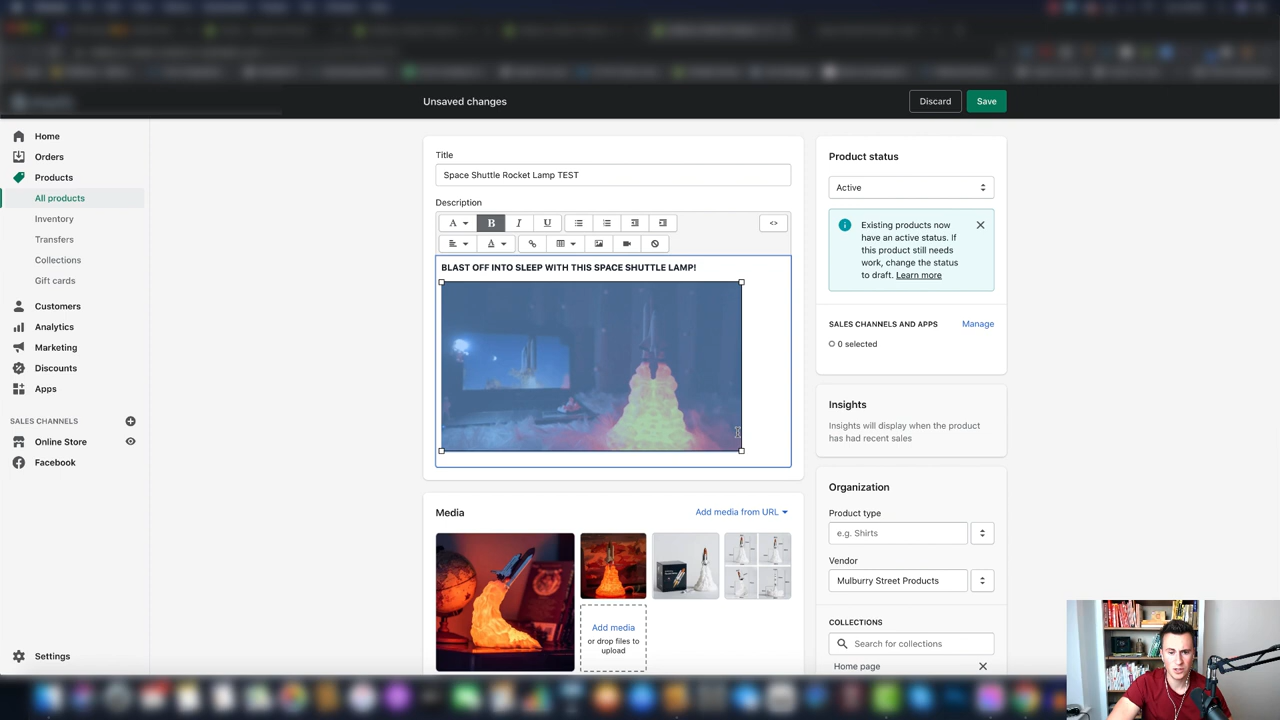 Unsaved changes
Discard
Save
Home
Orders
Products
All products
Inventory
Transfers
Collections
Gift cards
Customers
Analytics
Marketing
Discounts
Apps
SALES CHANNELS
Online Store
Facebook
Settings
Title
Space Shuttle Rocket Lamp TEST
Description
A
B
I
U
<>
A
BLAST OFF INTO SLEEP WITH THIS SPACE SHUTTLE LAMP!
Media
Add media from URL
Add media
or drop files to
upload
Product status
Active
Existing products now
have an active status. If
this product still needs
work, change the status
to draft. Learn more
SALES CHANNELS AND APPS
Manage
0 selected
Insights
Insights will display when the product
has had recent sales
Organization
Product type
e.g. Shirts
Vendor
Mulburry Street Products
COLLECTIONS
Search for collections
Home page